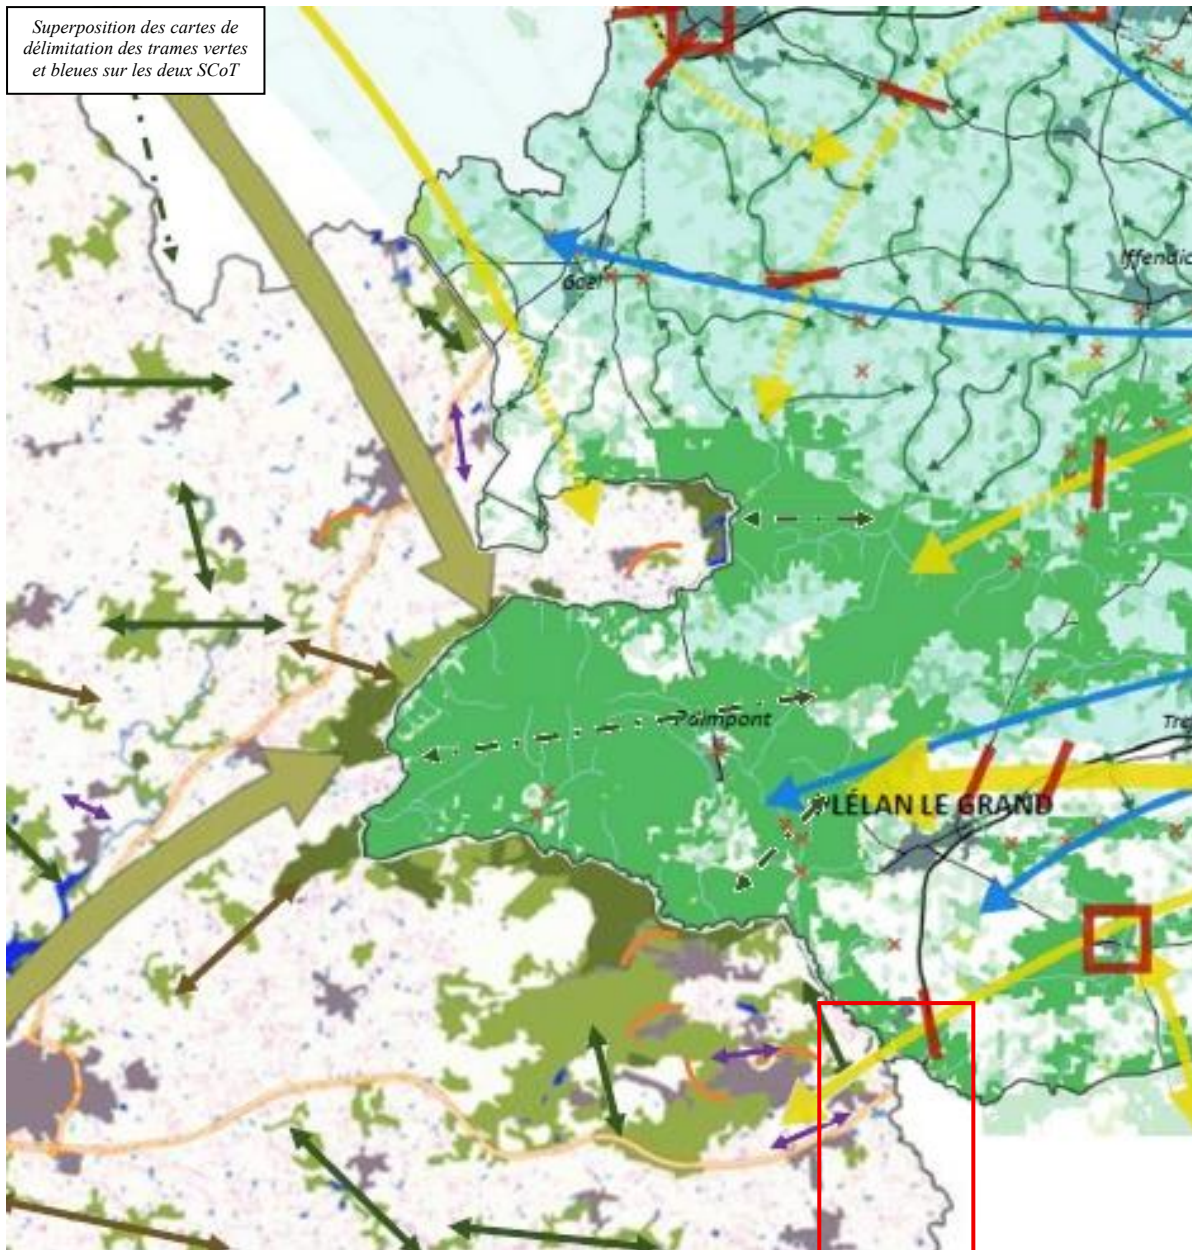 Superposition des cartes de
délimitation des trames vertes
et bleues sur les deux SCoT
Gael
Iffendic
Paimpont
Tre
PLÉLAN LE GRAND